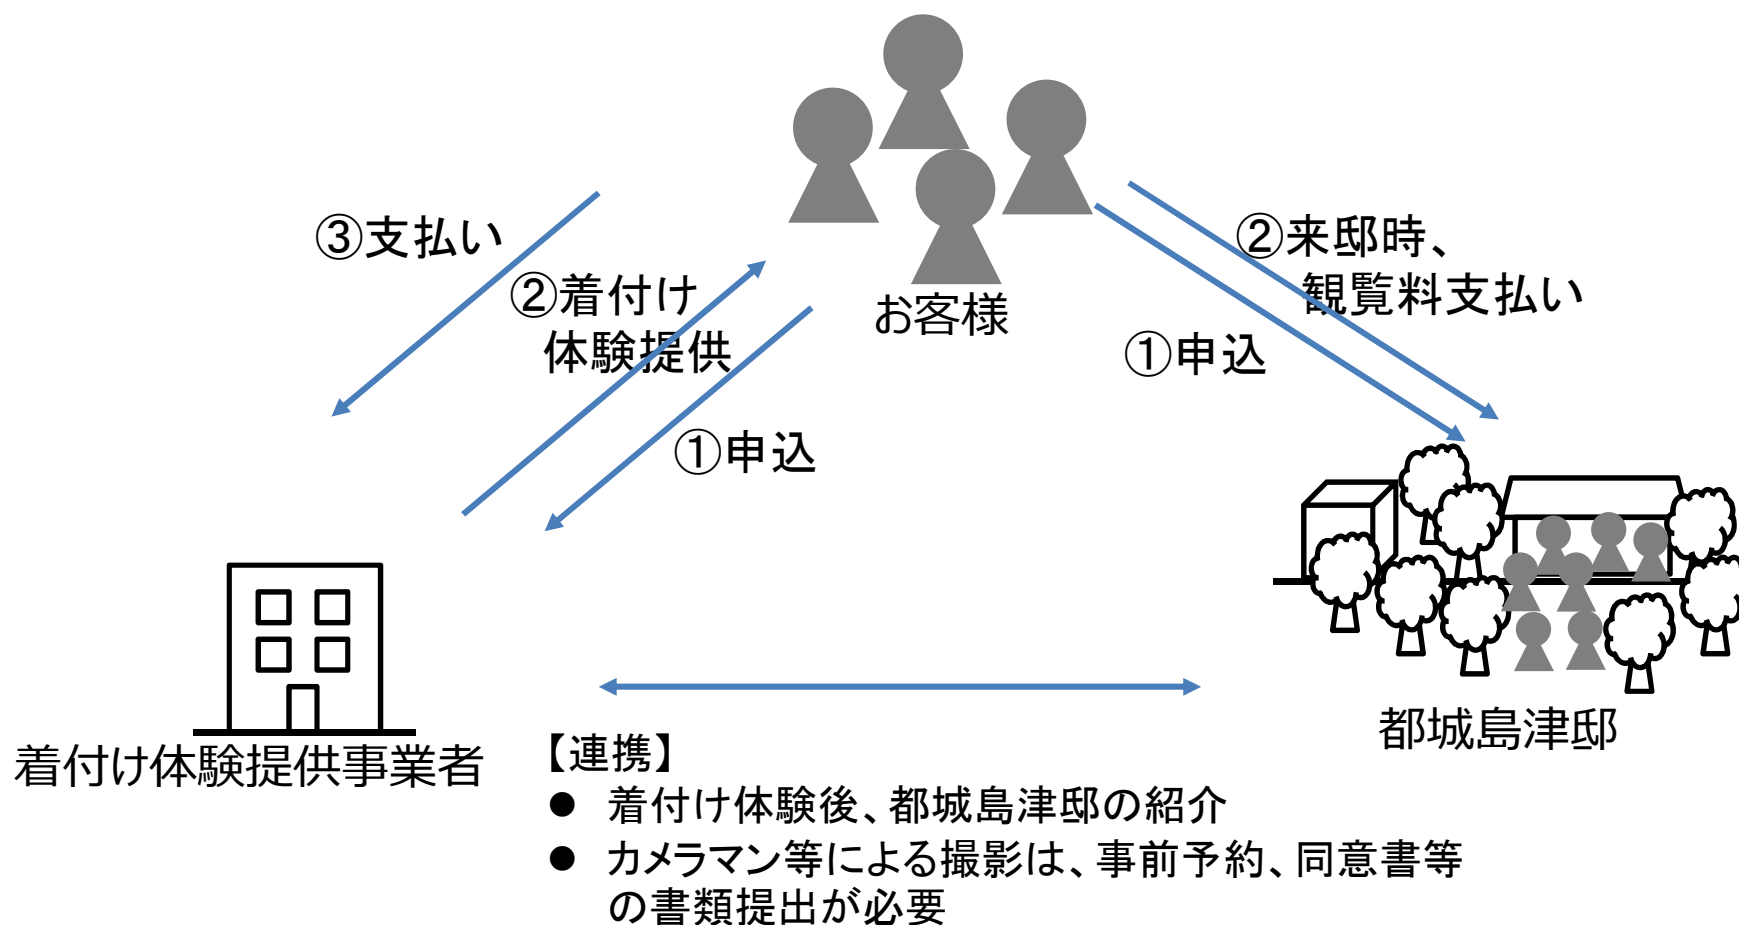 ③支払い
②着付け
体験提供
①申込
お客様
②来邸時、
観覧料支払い
①申込
着付け体験提供事業者
都城島津邸
【連携】
● 着付け体験後、都城島津邸の紹介
● カメラマン等による撮影は、事前予約、同意書等
の書類提出が必要